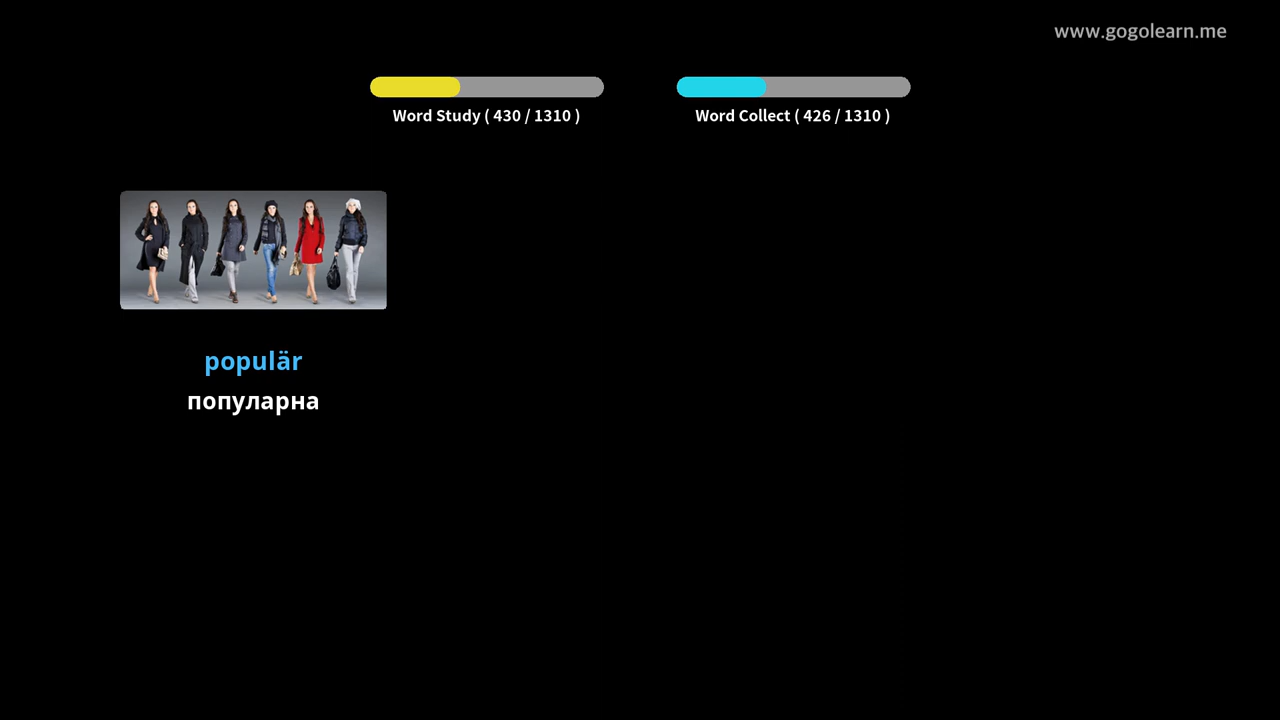 www.gogolearn.me
Word Study ( 430 / 1310 )
Word Collect ( 426 / 1310 )
populär
популарна